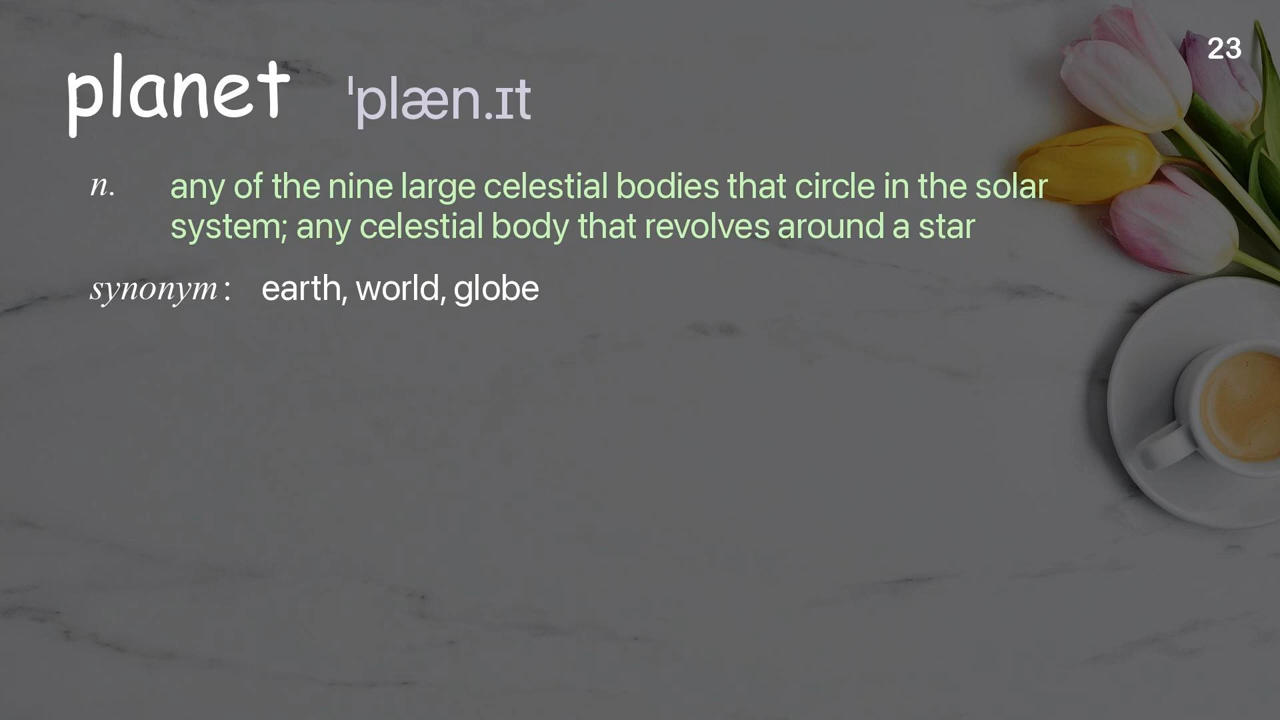 23
planet ˈplæn.ɪt
n. any of the nine large celestial bodies that circle in the solar
system; any celestial body that revolves around a star
synonym : earth, world, globe